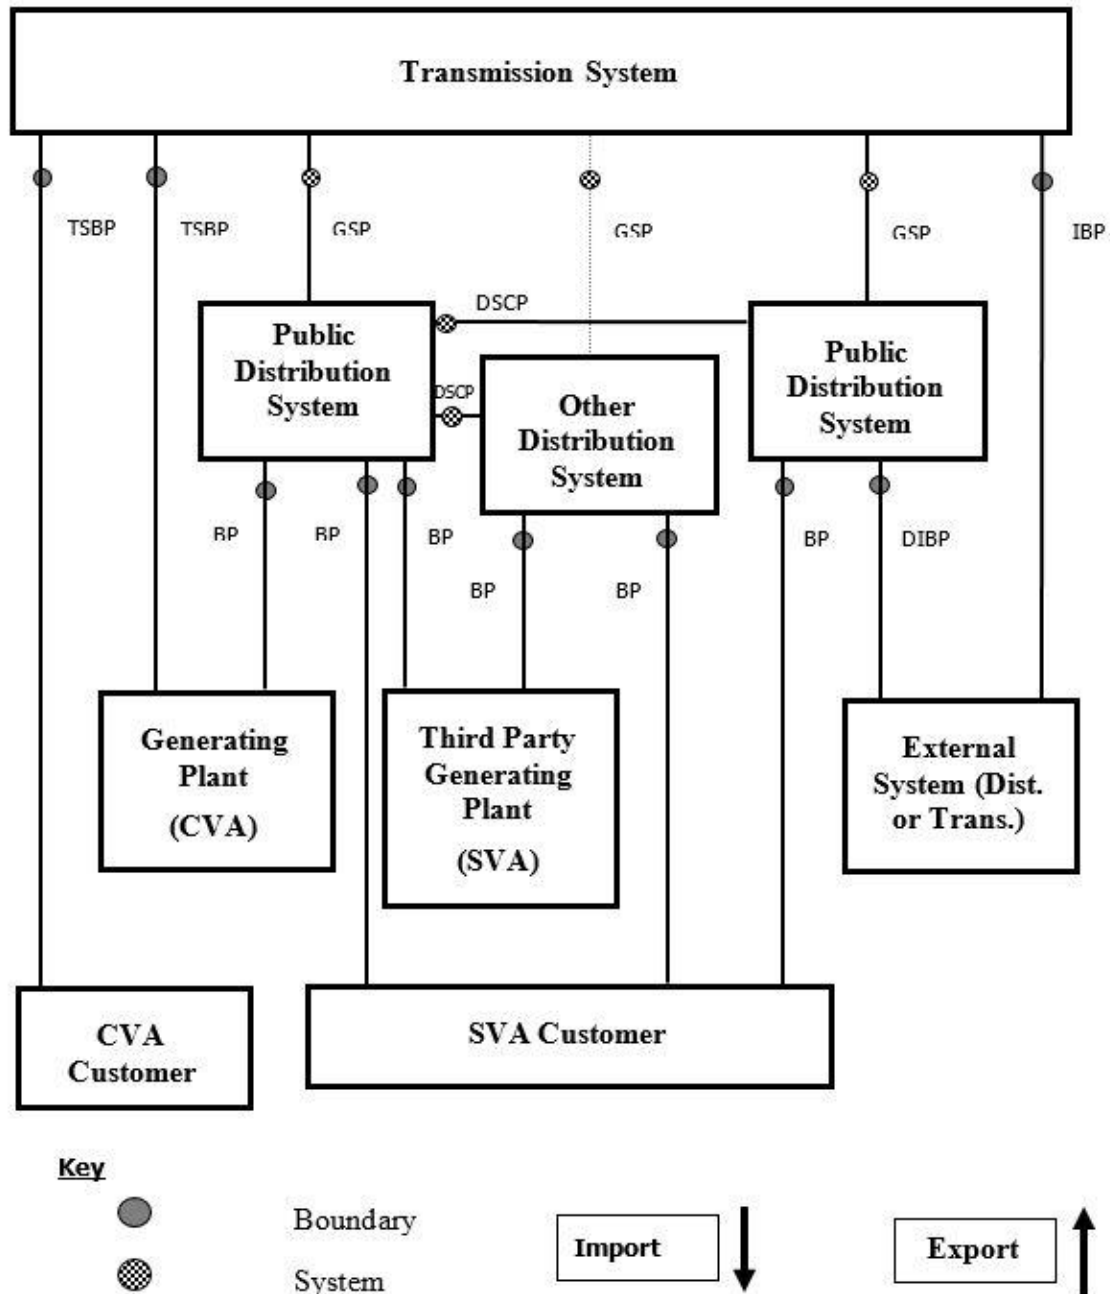 Transmission System
TSBP
TSBP
GSP
GSP
GSP
IBP
DSCP
Public
Distribution
System
DSCP
Other
Distribution
System
Public
Distribution
System
BP
BP
BP
BP
BP
BP
DIBP
Generating
Plant
(CVA)
Third Party
Generating
Plant
(SVA)
External
System (Dist.
or Trans.)
CVA
Customer
SVA Customer
Key
Boundary
System
Import
Export